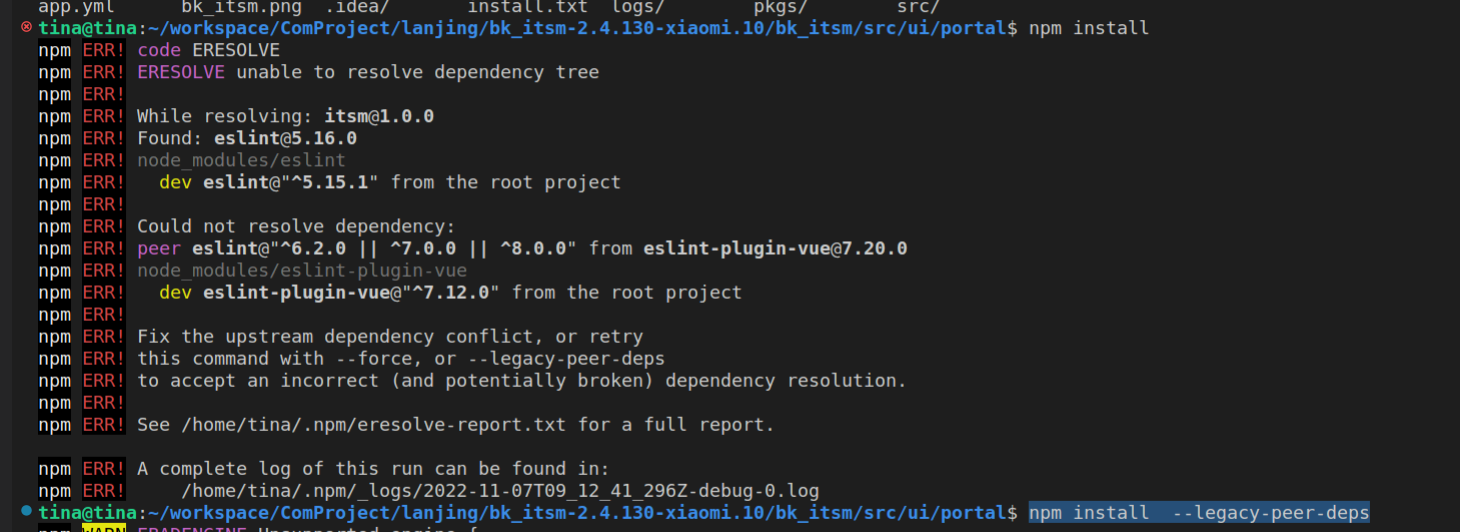 app.yml      bk_itsm.png  .idea/       install.txt  logs/        pkgs/        src/
tina@tina:~/workspace/ComProject/lanjing/bk_itsm-2.4.130-xiaomi.10/bk_itsm/src/ui/portal$ npm install
npm ERR! code ERESOLVE
npm ERR! ERESOLVE unable to resolve dependency tree
npm ERR!
npm ERR! While resolving: itsm@1.0.0
npm ERR! Found: eslint@5.16.0
npm ERR! node_modules/eslint
npm ERR!   dev eslint@"^5.15.1" from the root project
npm ERR!
npm ERR! Could not resolve dependency:
npm ERR! peer eslint@"^6.2.0 || ^7.0.0 || ^8.0.0" from eslint-plugin-vue@7.20.0
npm ERR! node_modules/eslint-plugin-vue
npm ERR!   dev eslint-plugin-vue@"^7.12.0" from the root project
npm ERR!
npm ERR! Fix the upstream dependency conflict, or retry
npm ERR! this command with --force, or --legacy-peer-deps
npm ERR! to accept an incorrect (and potentially broken) dependency resolution.
npm ERR!
npm ERR! See /home/tina/.npm/eresolve-report.txt for a full report.
npm ERR! A complete log of this run can be found in:
npm ERR!     /home/tina/.npm/_logs/2022-11-07T09_12_41_296Z-debug-0.log
tina@tina:~/workspace/ComProject/lanjing/bk_itsm-2.4.130-xiaomi.10/bk_itsm/src/ui/portal$ npm install  --legacy-peer-deps
npm WARN EBADENGINE Unsupported engine {